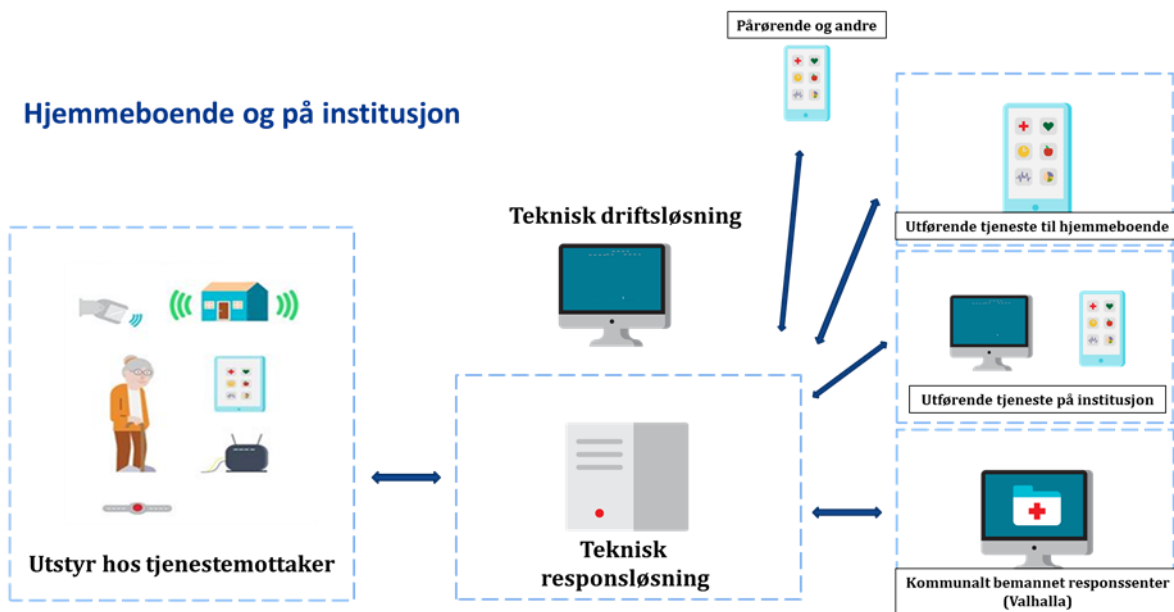 Pårørende og andre
Hjemmeboende og på institusjon
Teknisk driftsløsning
Utførende tjeneste til hjemmeboende
Utførende tjeneste på institusjon
Utstyr hos tjenestemottaker
Teknisk
responsløsning
Kommunalt bemannet responssenter
(Valhalla)